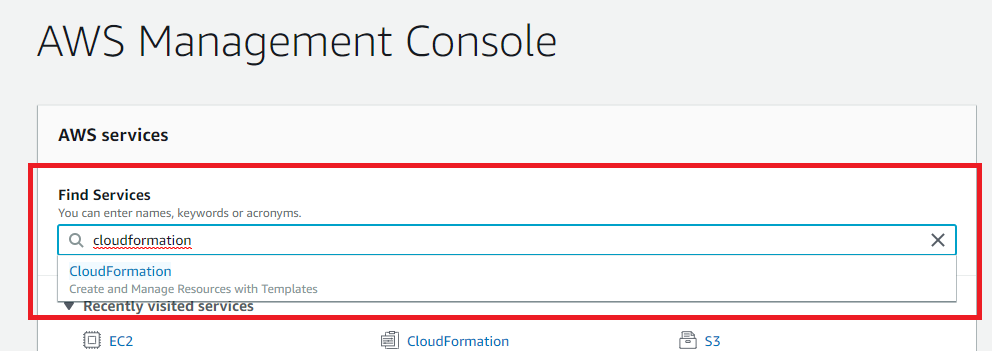 AWS Management Console
AWS services
Find Services
You can enter names, keywords or acronyms.
cloudformation
CloudFormation
Create and Manage Resources with Templates
Recently visited services
EC2 CloudFormation S3